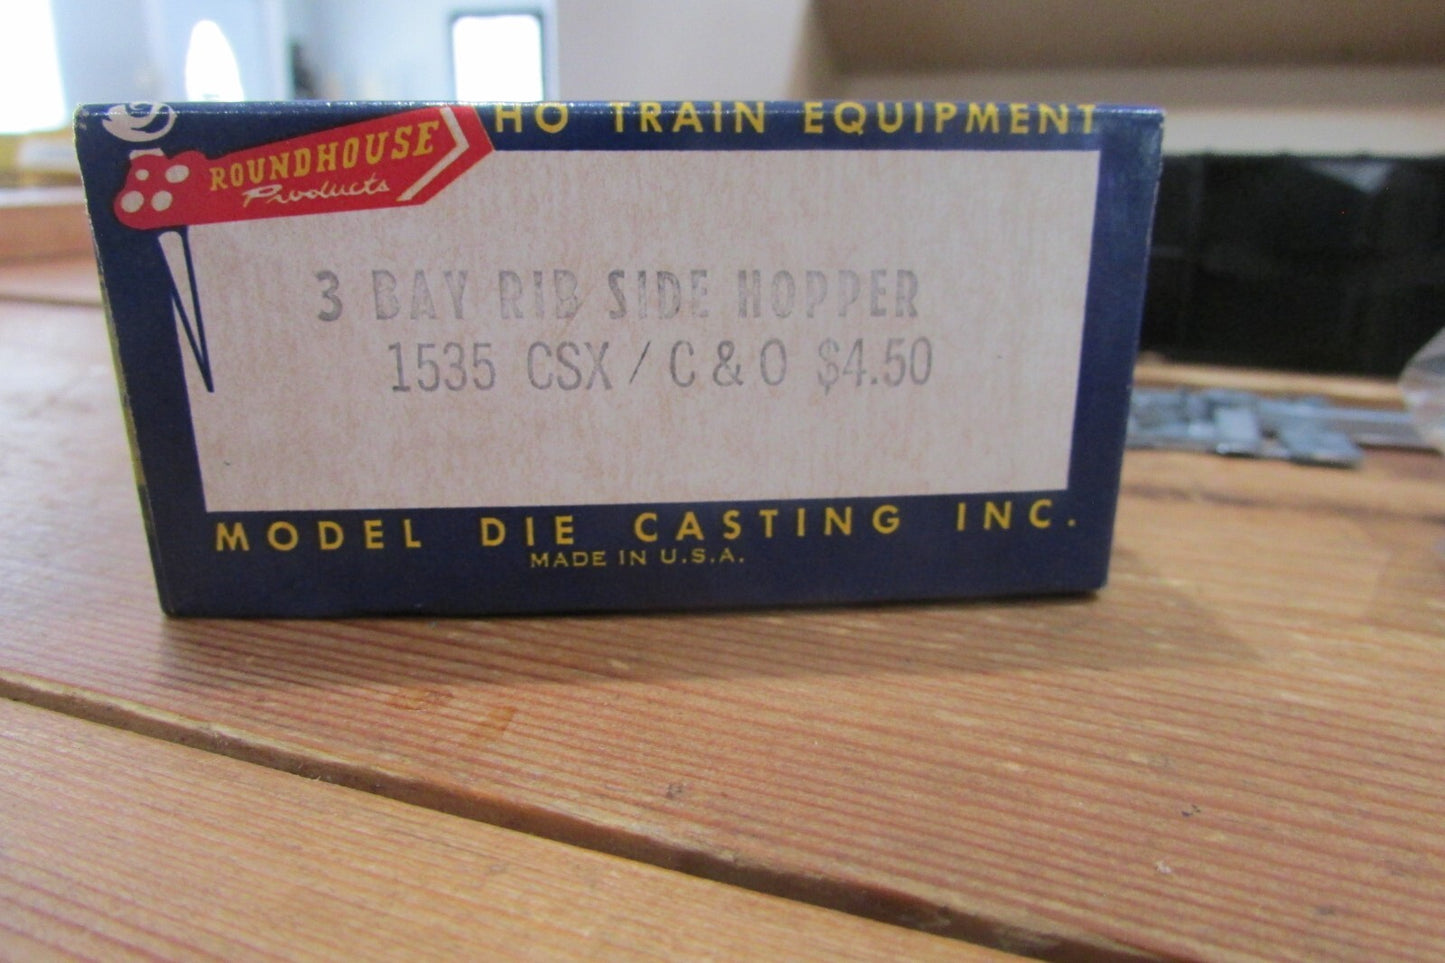 HO TRAIN EQUIPMENT
ROUNDHOUSE
Products
3 BAY RIB SIDE HOPPER
1535 CSX / C & O $4.50
MODEL DIE CASTING INC.
MADE IN U.S.A.